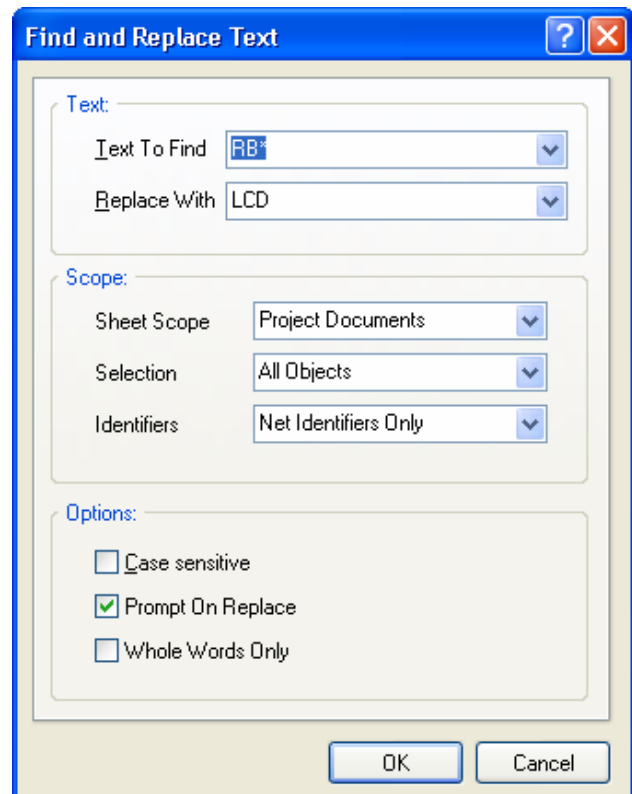 Find and Replace Text
Text:
Text To Find RB*
Replace With LCD
Scope:
Sheet Scope Project Documents
Selection All Objects
Identifiers Net Identifiers Only
Options:
Case sensitive
Prompt On Replace
Whole Words Only
OK Cancel